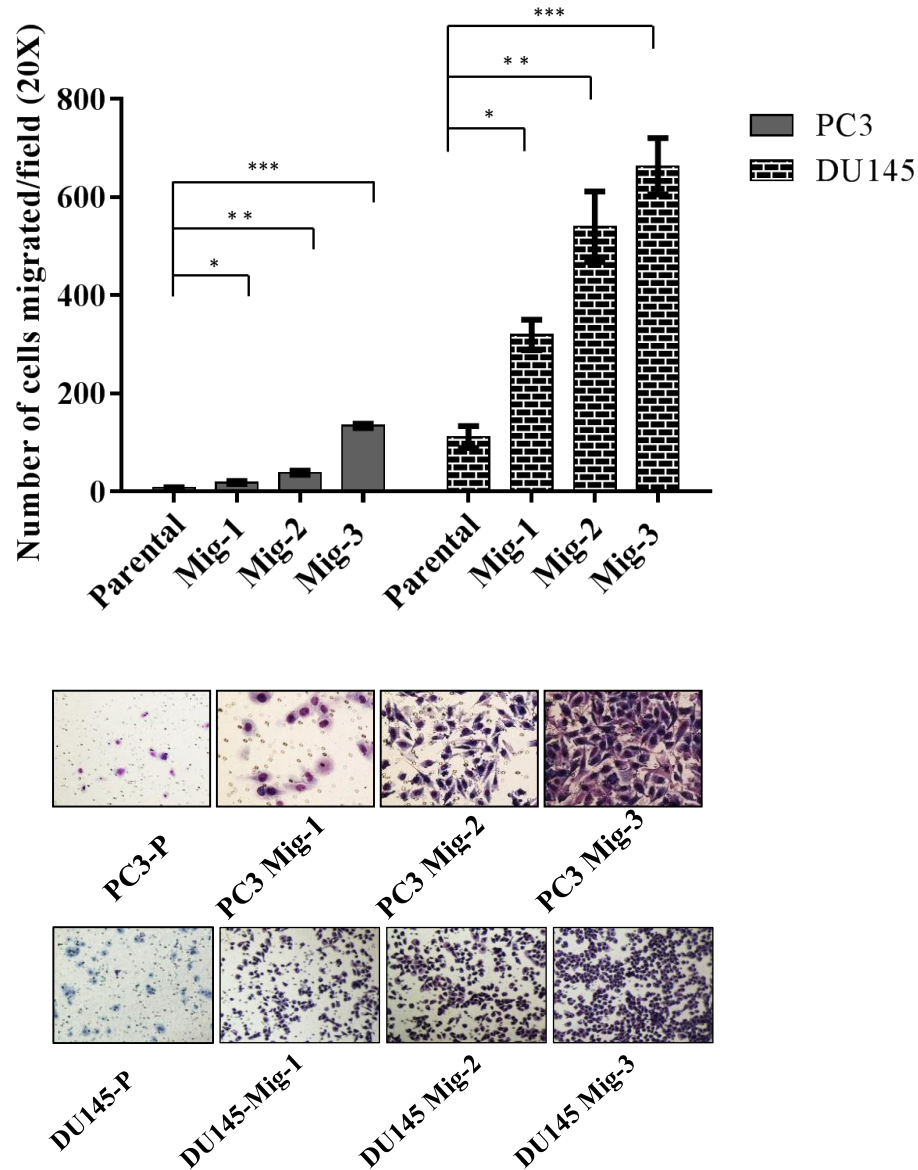 Number of cells migrated/field (20X)
800
600
400
200
0
***
* *
*
***
* *
*
PC3
DU145
Parental
Mig-1
Mig-2
Mig-3
Parental
Mig-1
Mig-2
Mig-3
PC3-P
PC3 Mig-1
PC3 Mig-2
PC3 Mig-3
DU145-P
DU145-Mig-1
DU145 Mig-2
DU145 Mig-3